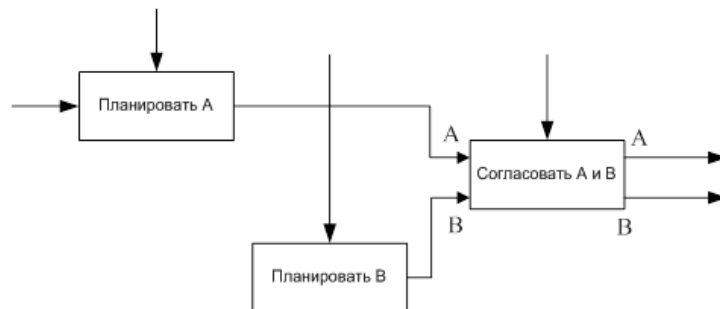 Планировать А
А
А
Согласовать А и В
В
В
Планировать В